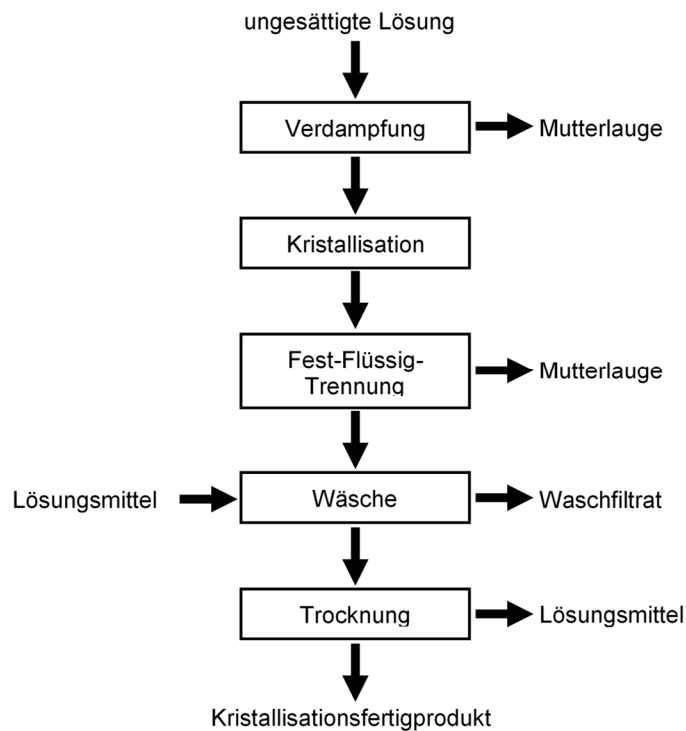 ungesättigte Lösung
Verdampfung
Mutterlauge
Kristallisation
Fest-Flüssig-
Trennung
Mutterlauge
Lösungsmittel
Wäsche
Waschfiltrat
Trocknung
Lösungsmittel
Kristallisationsfertigprodukt